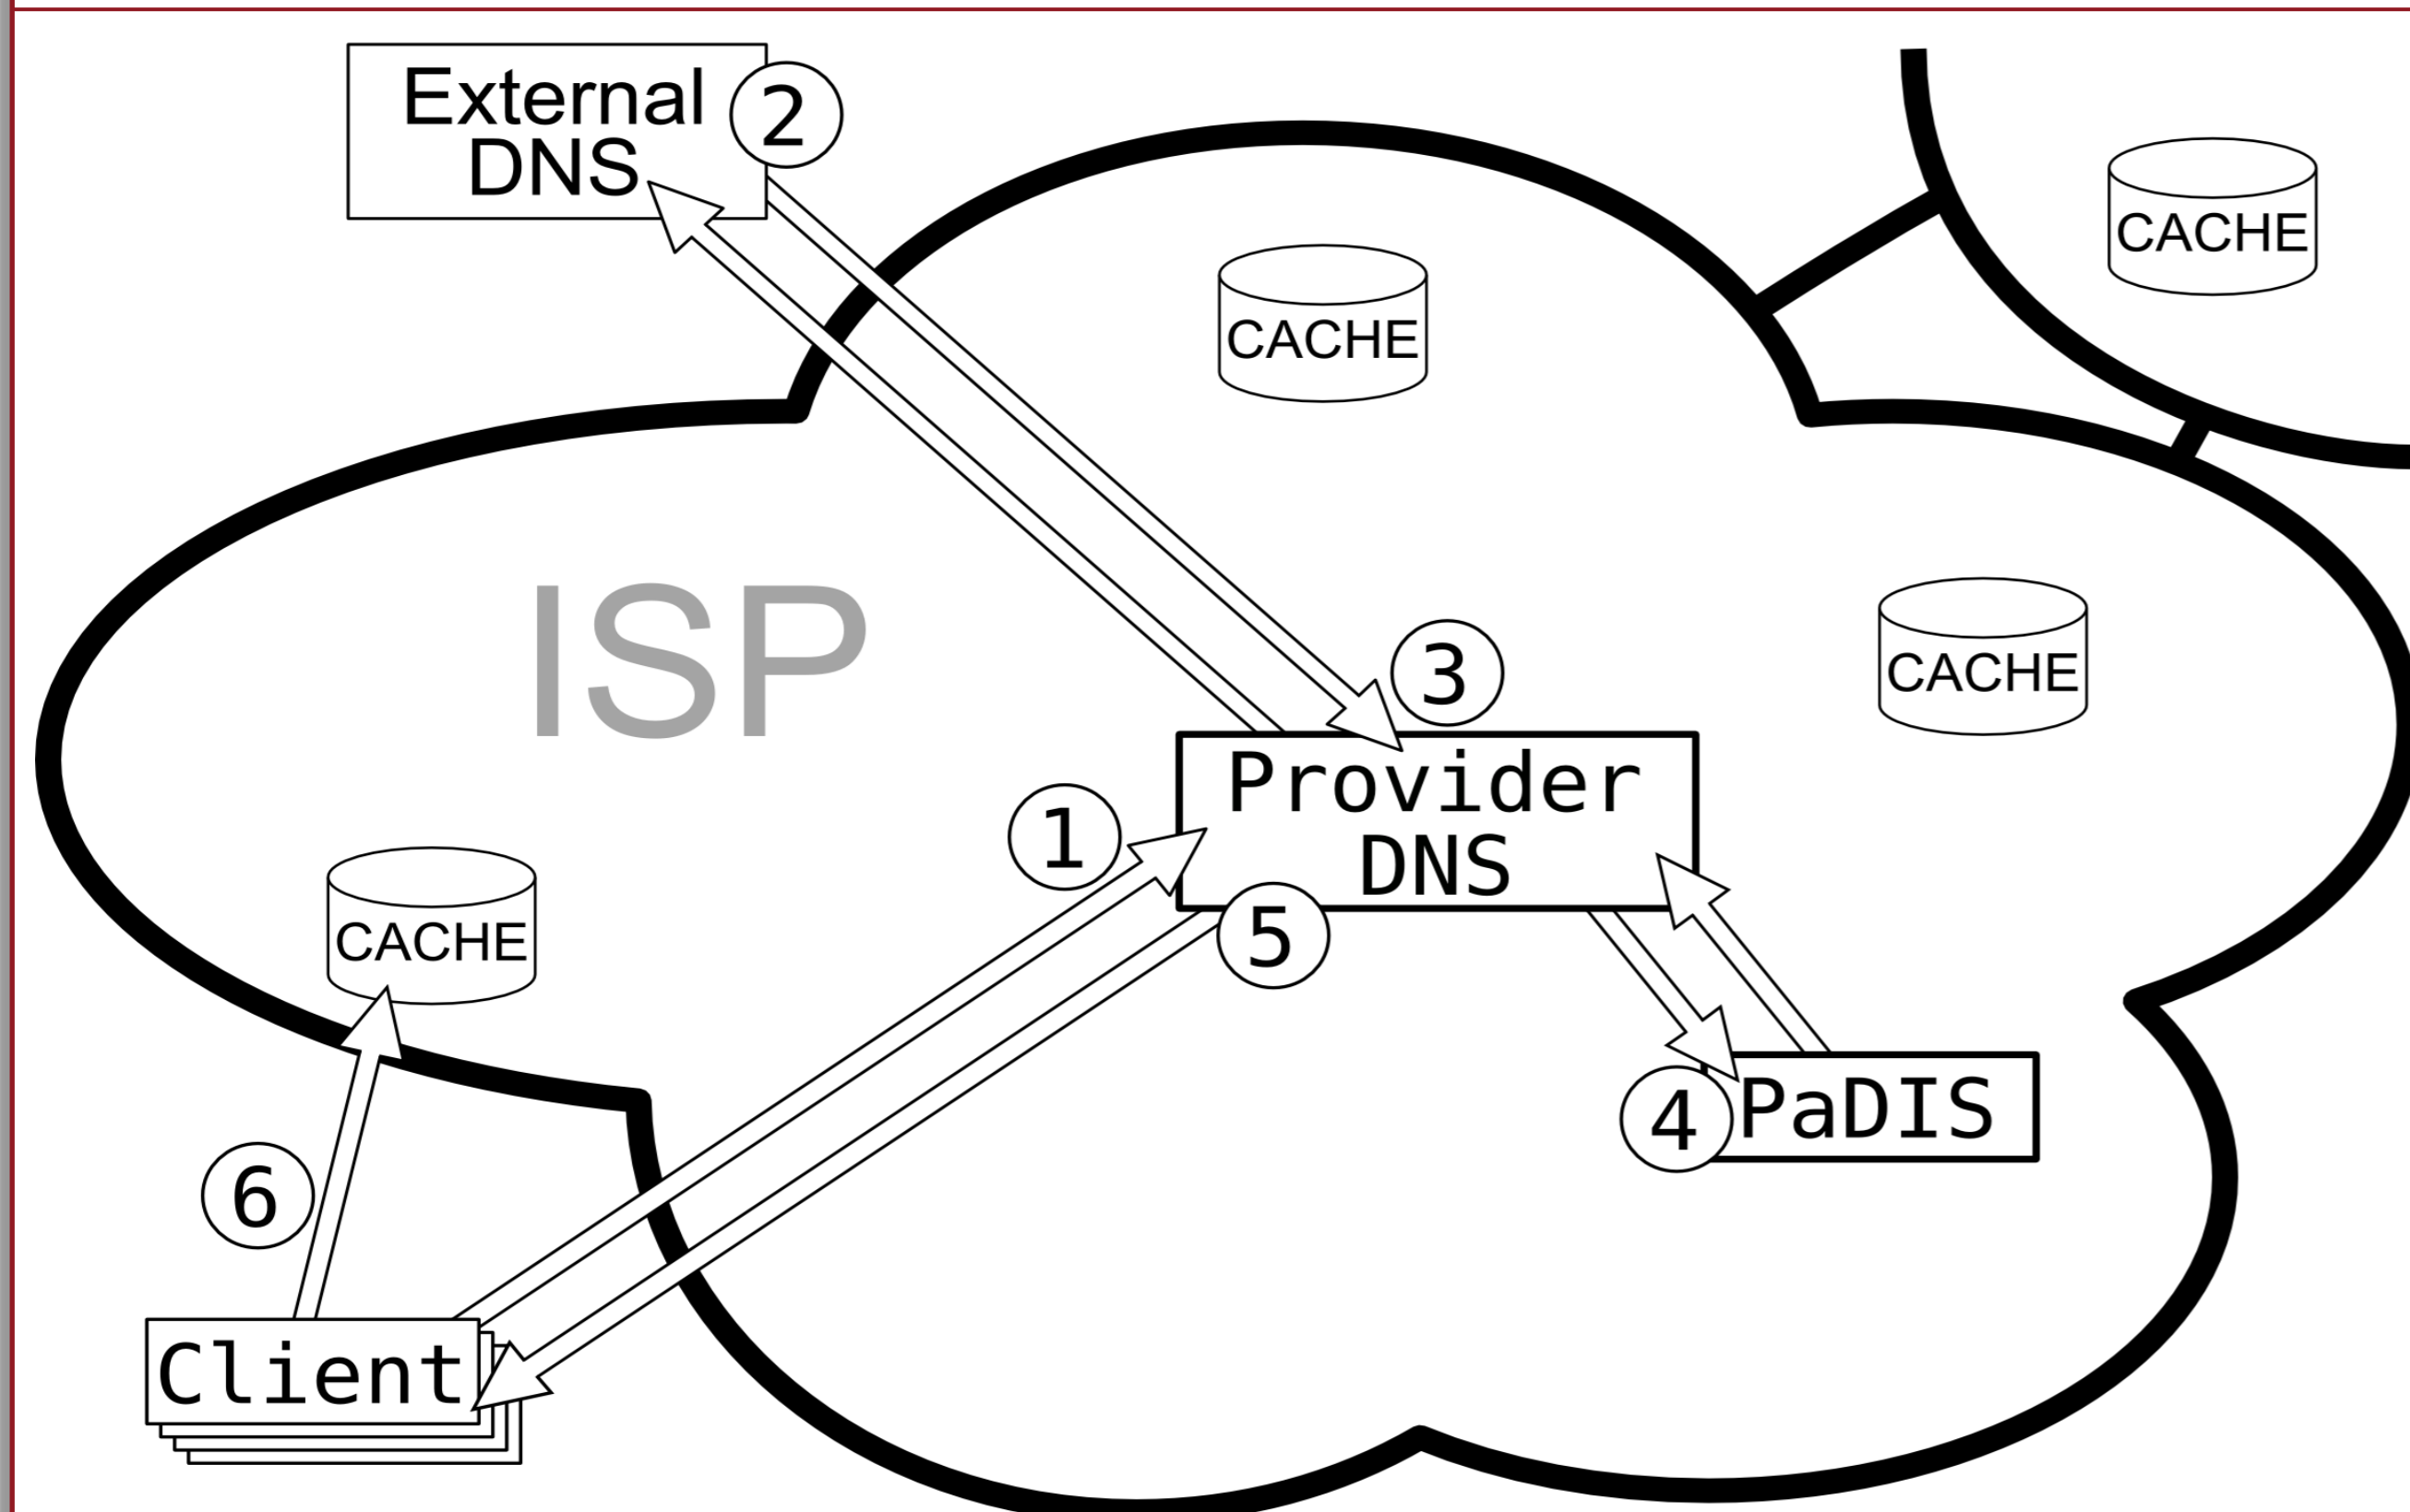 External
DNS
2
CACHE
CACHE
ISP
3
CACHE
Provider
DNS
1
5
CACHE
4
PaDIS
6
Client